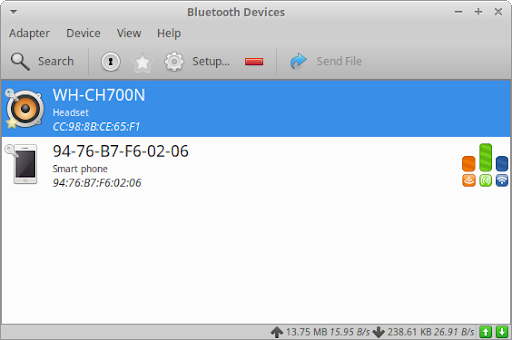 Bluetooth Devices
Adapter Device View Help
Search Setup... Send File
WH-CH700N
Headset
CC:98:8B:CE:65:F1
94-76-B7-F6-02-06
Smart phone
94:76:B7:F6:02:06
13.75 MB 15.95 B/s 238.61 KB 26.91 B/s